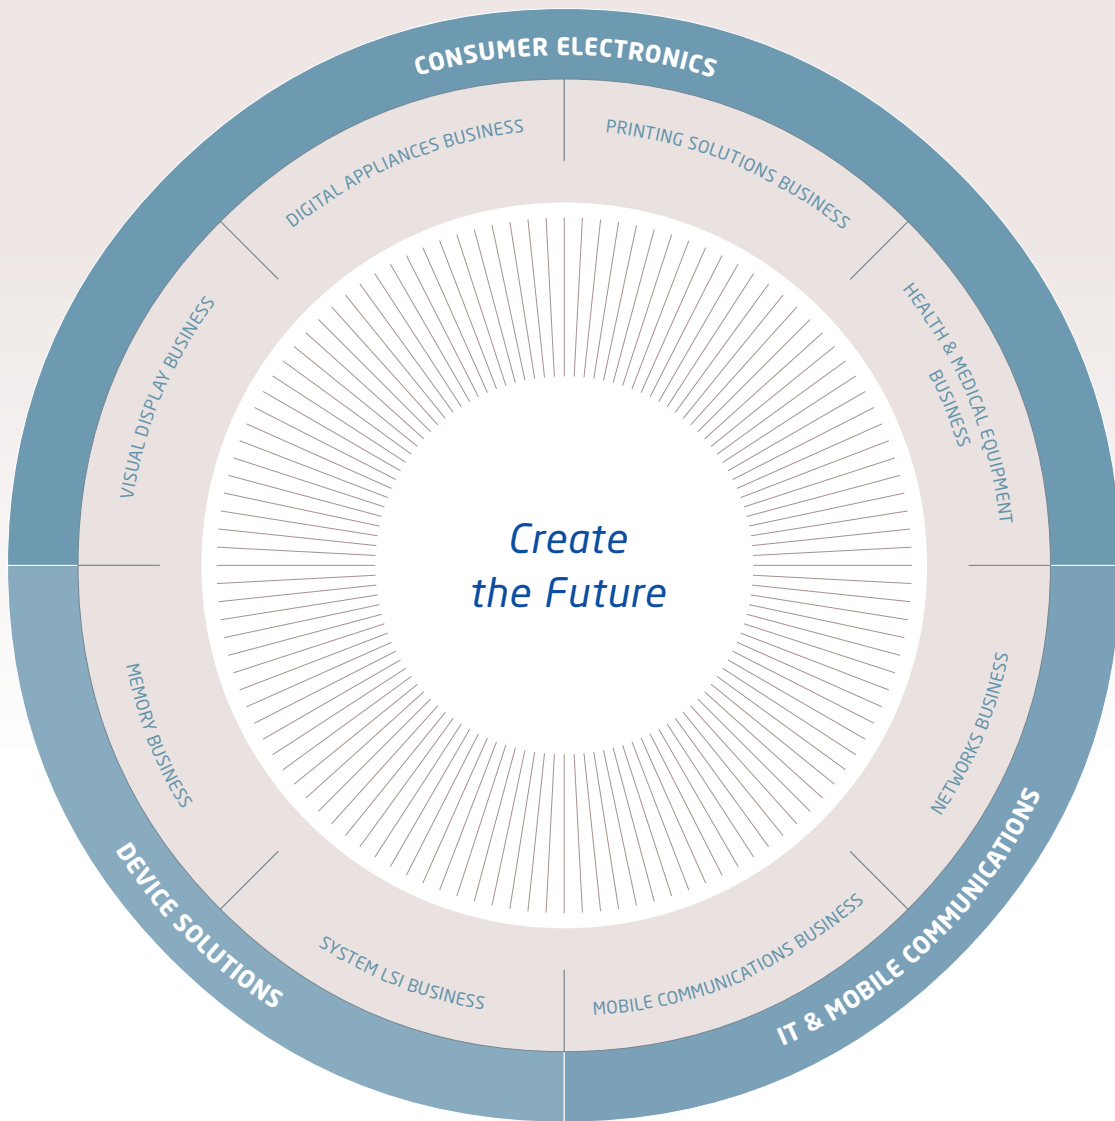 CONSUMER ELECTRONICS
DIGITAL APPLIANCES BUSINESS
PRINTING SOLUTIONS BUSINESS
VISUAL DISPLAY BUSINESS
HEALTH & MEDICAL EQUIPMENT
BUSINESS
Create
the Future
MEMORY BUSINESS
NETWORKS BUSINESS
DEVICE SOLUTIONS
SYSTEM LSI BUSINESS
MOBILE COMMUNICATIONS BUSINESS
IT & MOBILE COMMUNICATIONS